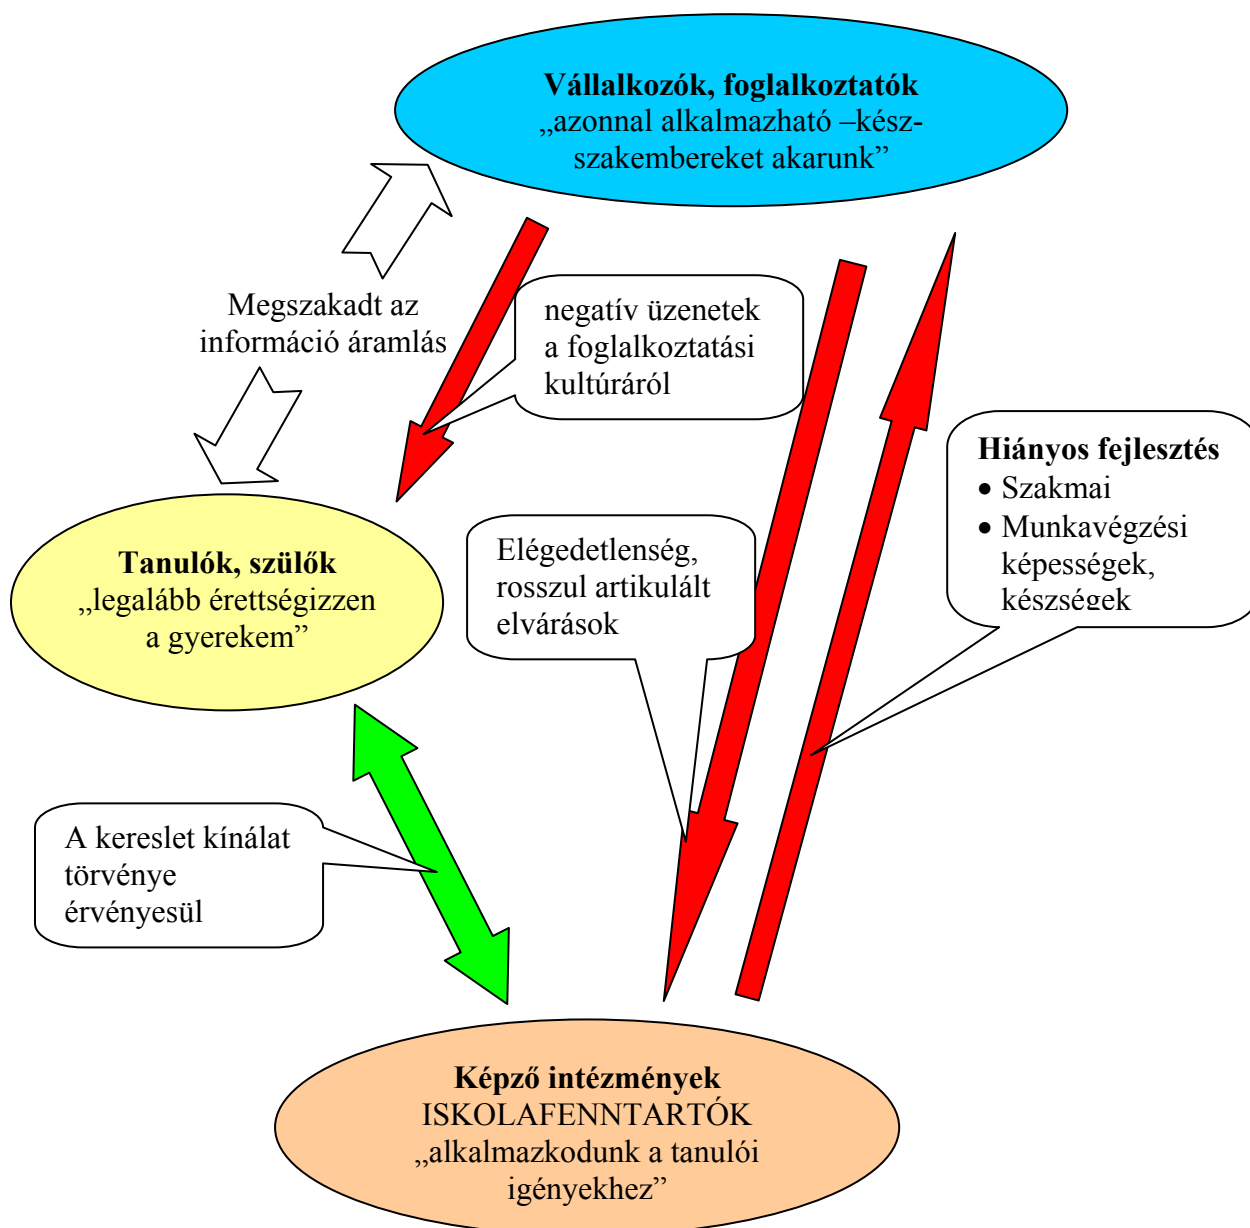 Vállalkozók, foglalkoztatók
„azonnal alkalmazható –kész-
szakembereket akarunk”
Megszakadt az
információ áramlás
negatív üzenetek
a foglalkoztatási
kultúráról
Hiányos fejlesztés
• Szakmai
• Munkavégzési
képességek,
készségek
Elégedetlenség,
rosszul artikulált
elvárások
Tanulók, szülők
„legalább érettségizzen
a gyerekem”
A kereslet kínálat
törvénye
érvényesül
Képző intézmények
ISKOLAFENNTARTÓK
„alkalmazkodunk a tanulói
igényekhez”